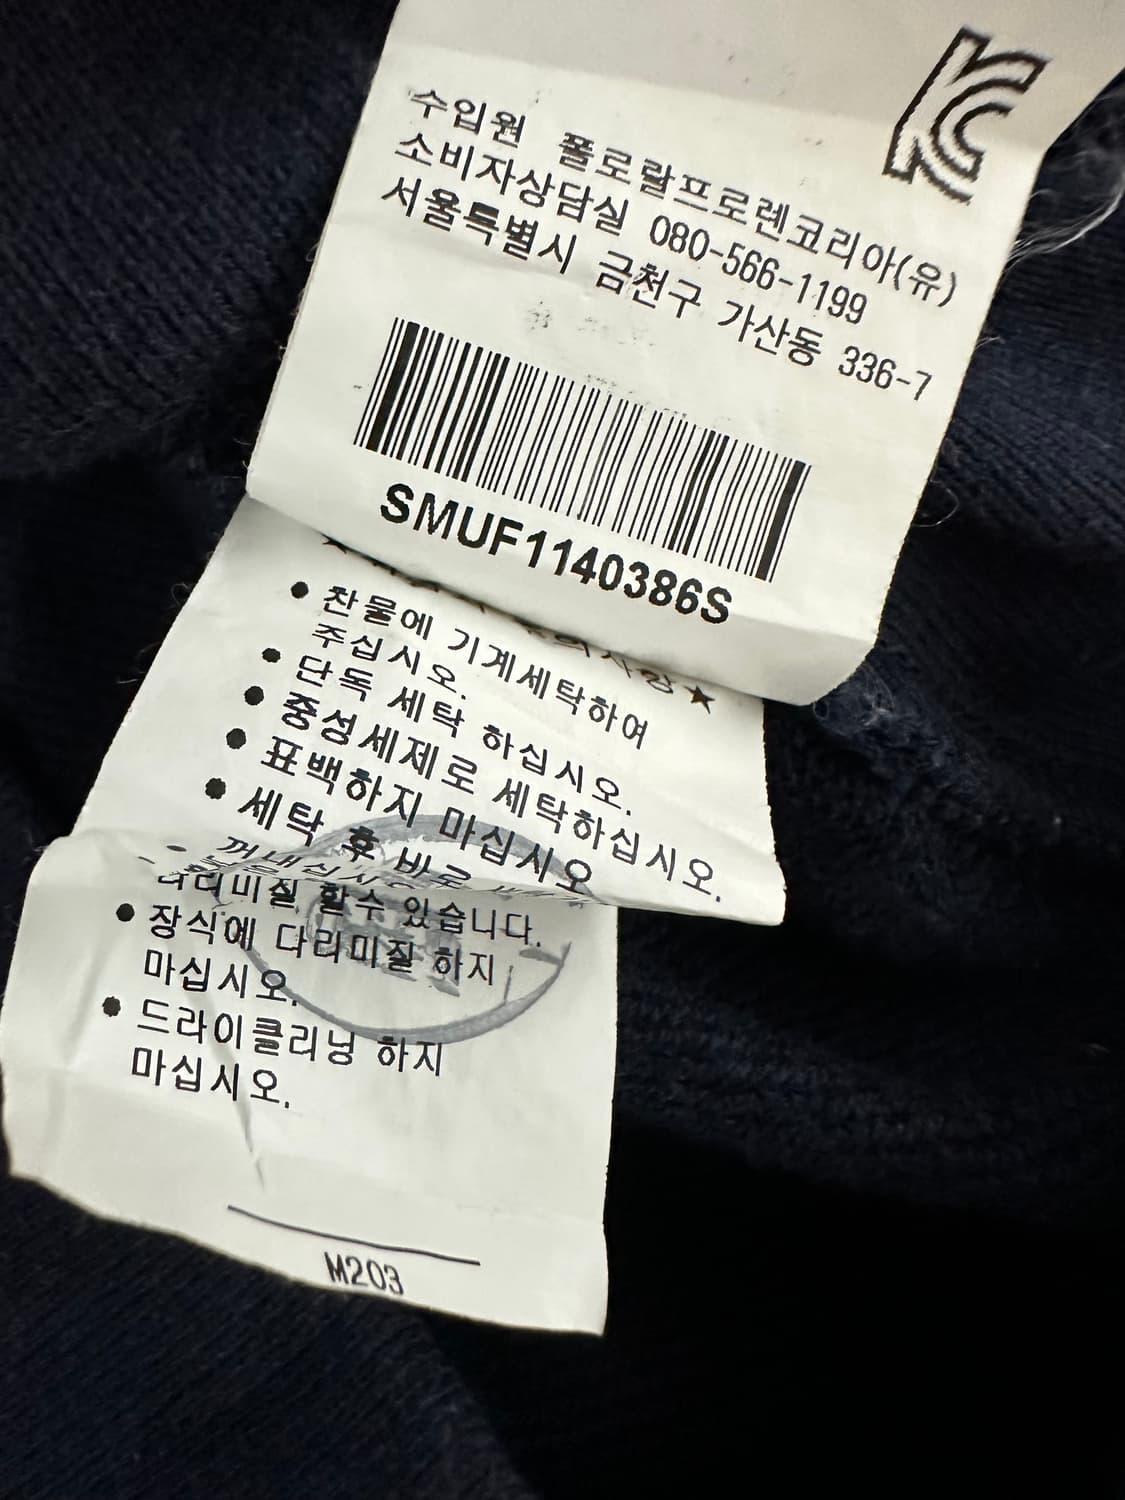 KC
수입원 폴로랄프로렌코리아(유)
소비자상담실 080-566-1199
서울특별시 금천구 가산동 336-7
SMUF1140386S
찬물에 기계세탁하여
주십시오.
단독 세탁 하십시오.
중성세제로 세탁하십시오.
표백하지 마십시오
세탁 후 바로
꺼내십시오
다리미질 할수 있습니다.
장식에 다리미질 하지
마십시오.
드라이클리닝 하지
마십시오.
M203